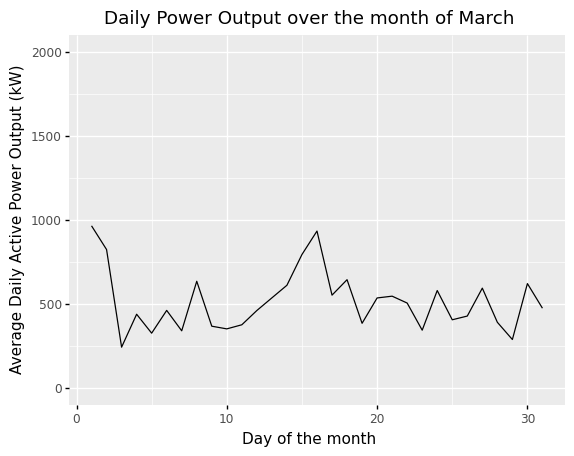 Daily Power Output over the month of March
Average Daily Active Power Output (kW)
2000
1500
1000
500
0
0 10 20 30
Day of the month